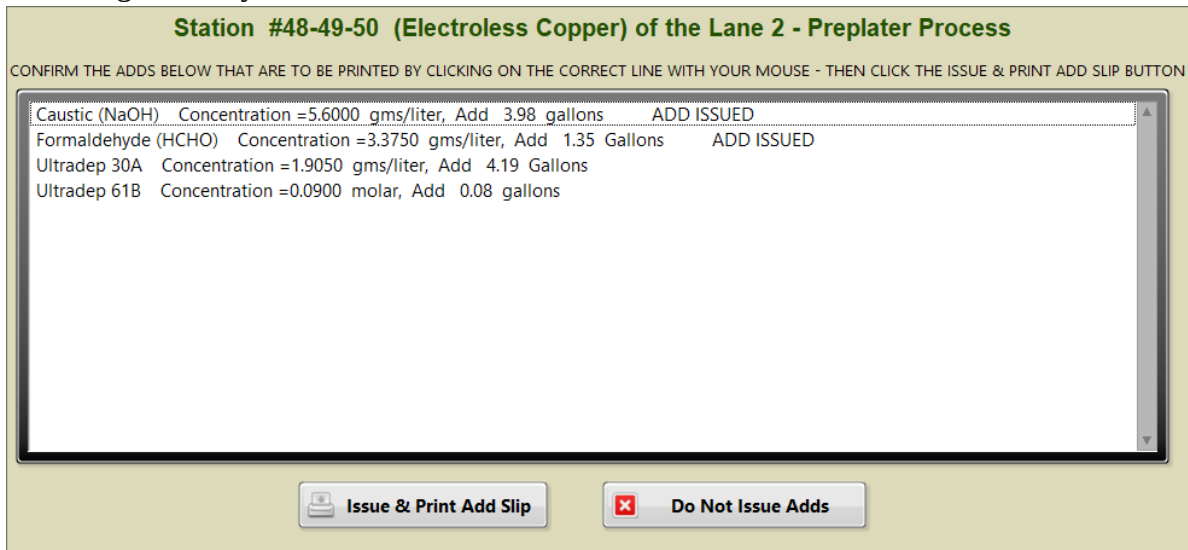 Station #48-49-50 (Electroless Copper) of the Lane 2 - Preplater Process
CONFIRM THE ADDS BELOW THAT ARE TO BE PRINTED BY CLICKING ON THE CORRECT LINE WITH YOUR MOUSE - THEN CLICK THE ISSUE & PRINT ADD SLIP BUTTON
Caustic (NaOH) Concentration =5.6000 gms/liter, Add 3.98 gallons ADD ISSUED
Formaldehyde (HCHO) Concentration =3.3750 gms/liter, Add 1.35 Gallons ADD ISSUED
Ultradep 30A Concentration =1.9050 gms/liter, Add 4.19 Gallons
Ultradep 61B Concentration =0.0900 molar, Add 0.08 gallons
Issue & Print Add Slip
Do Not Issue Adds